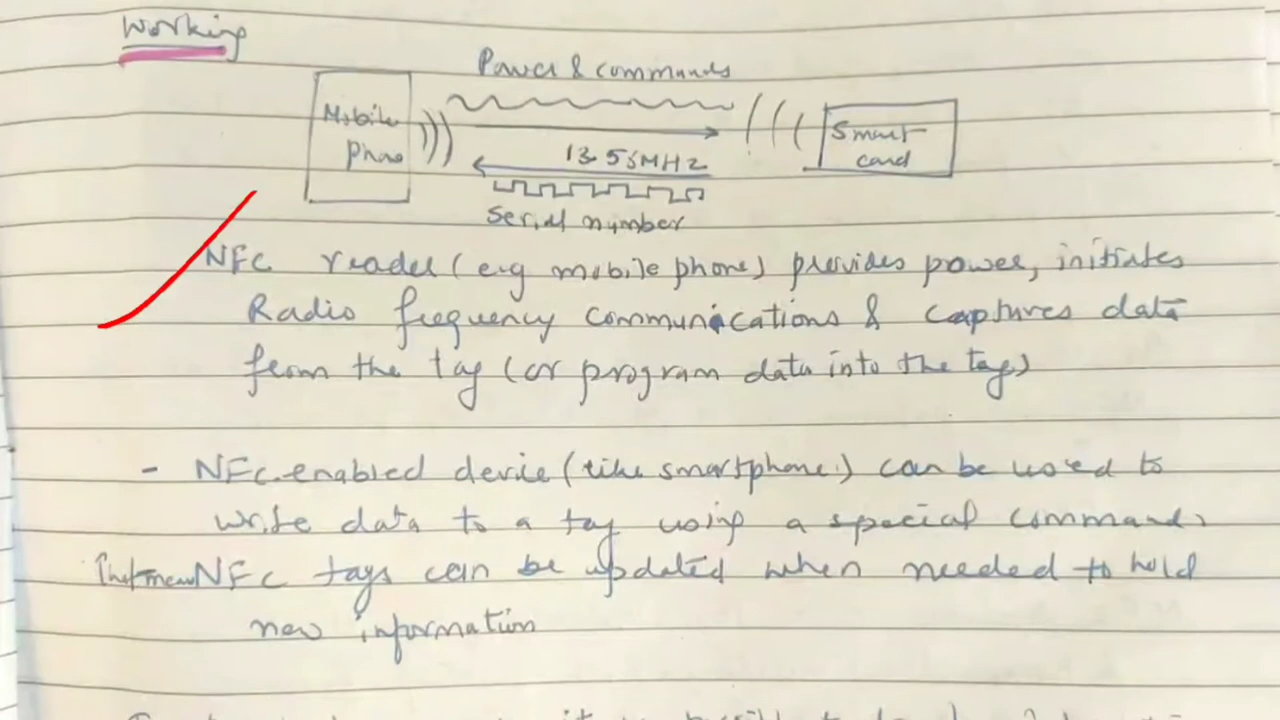 Working
Power & commands
Mobile
Phone
13.56MHz
Smart
card
Serial number
NFC reader (e.g mobile phone) provides power, initiates
Radio frequency communications & captures data
from the tag (or program data into the tag)
- NFC enabled device (like smartphone) can be used to
write data to a tag using a special command.
NFC tags can be updated when needed to hold
new information